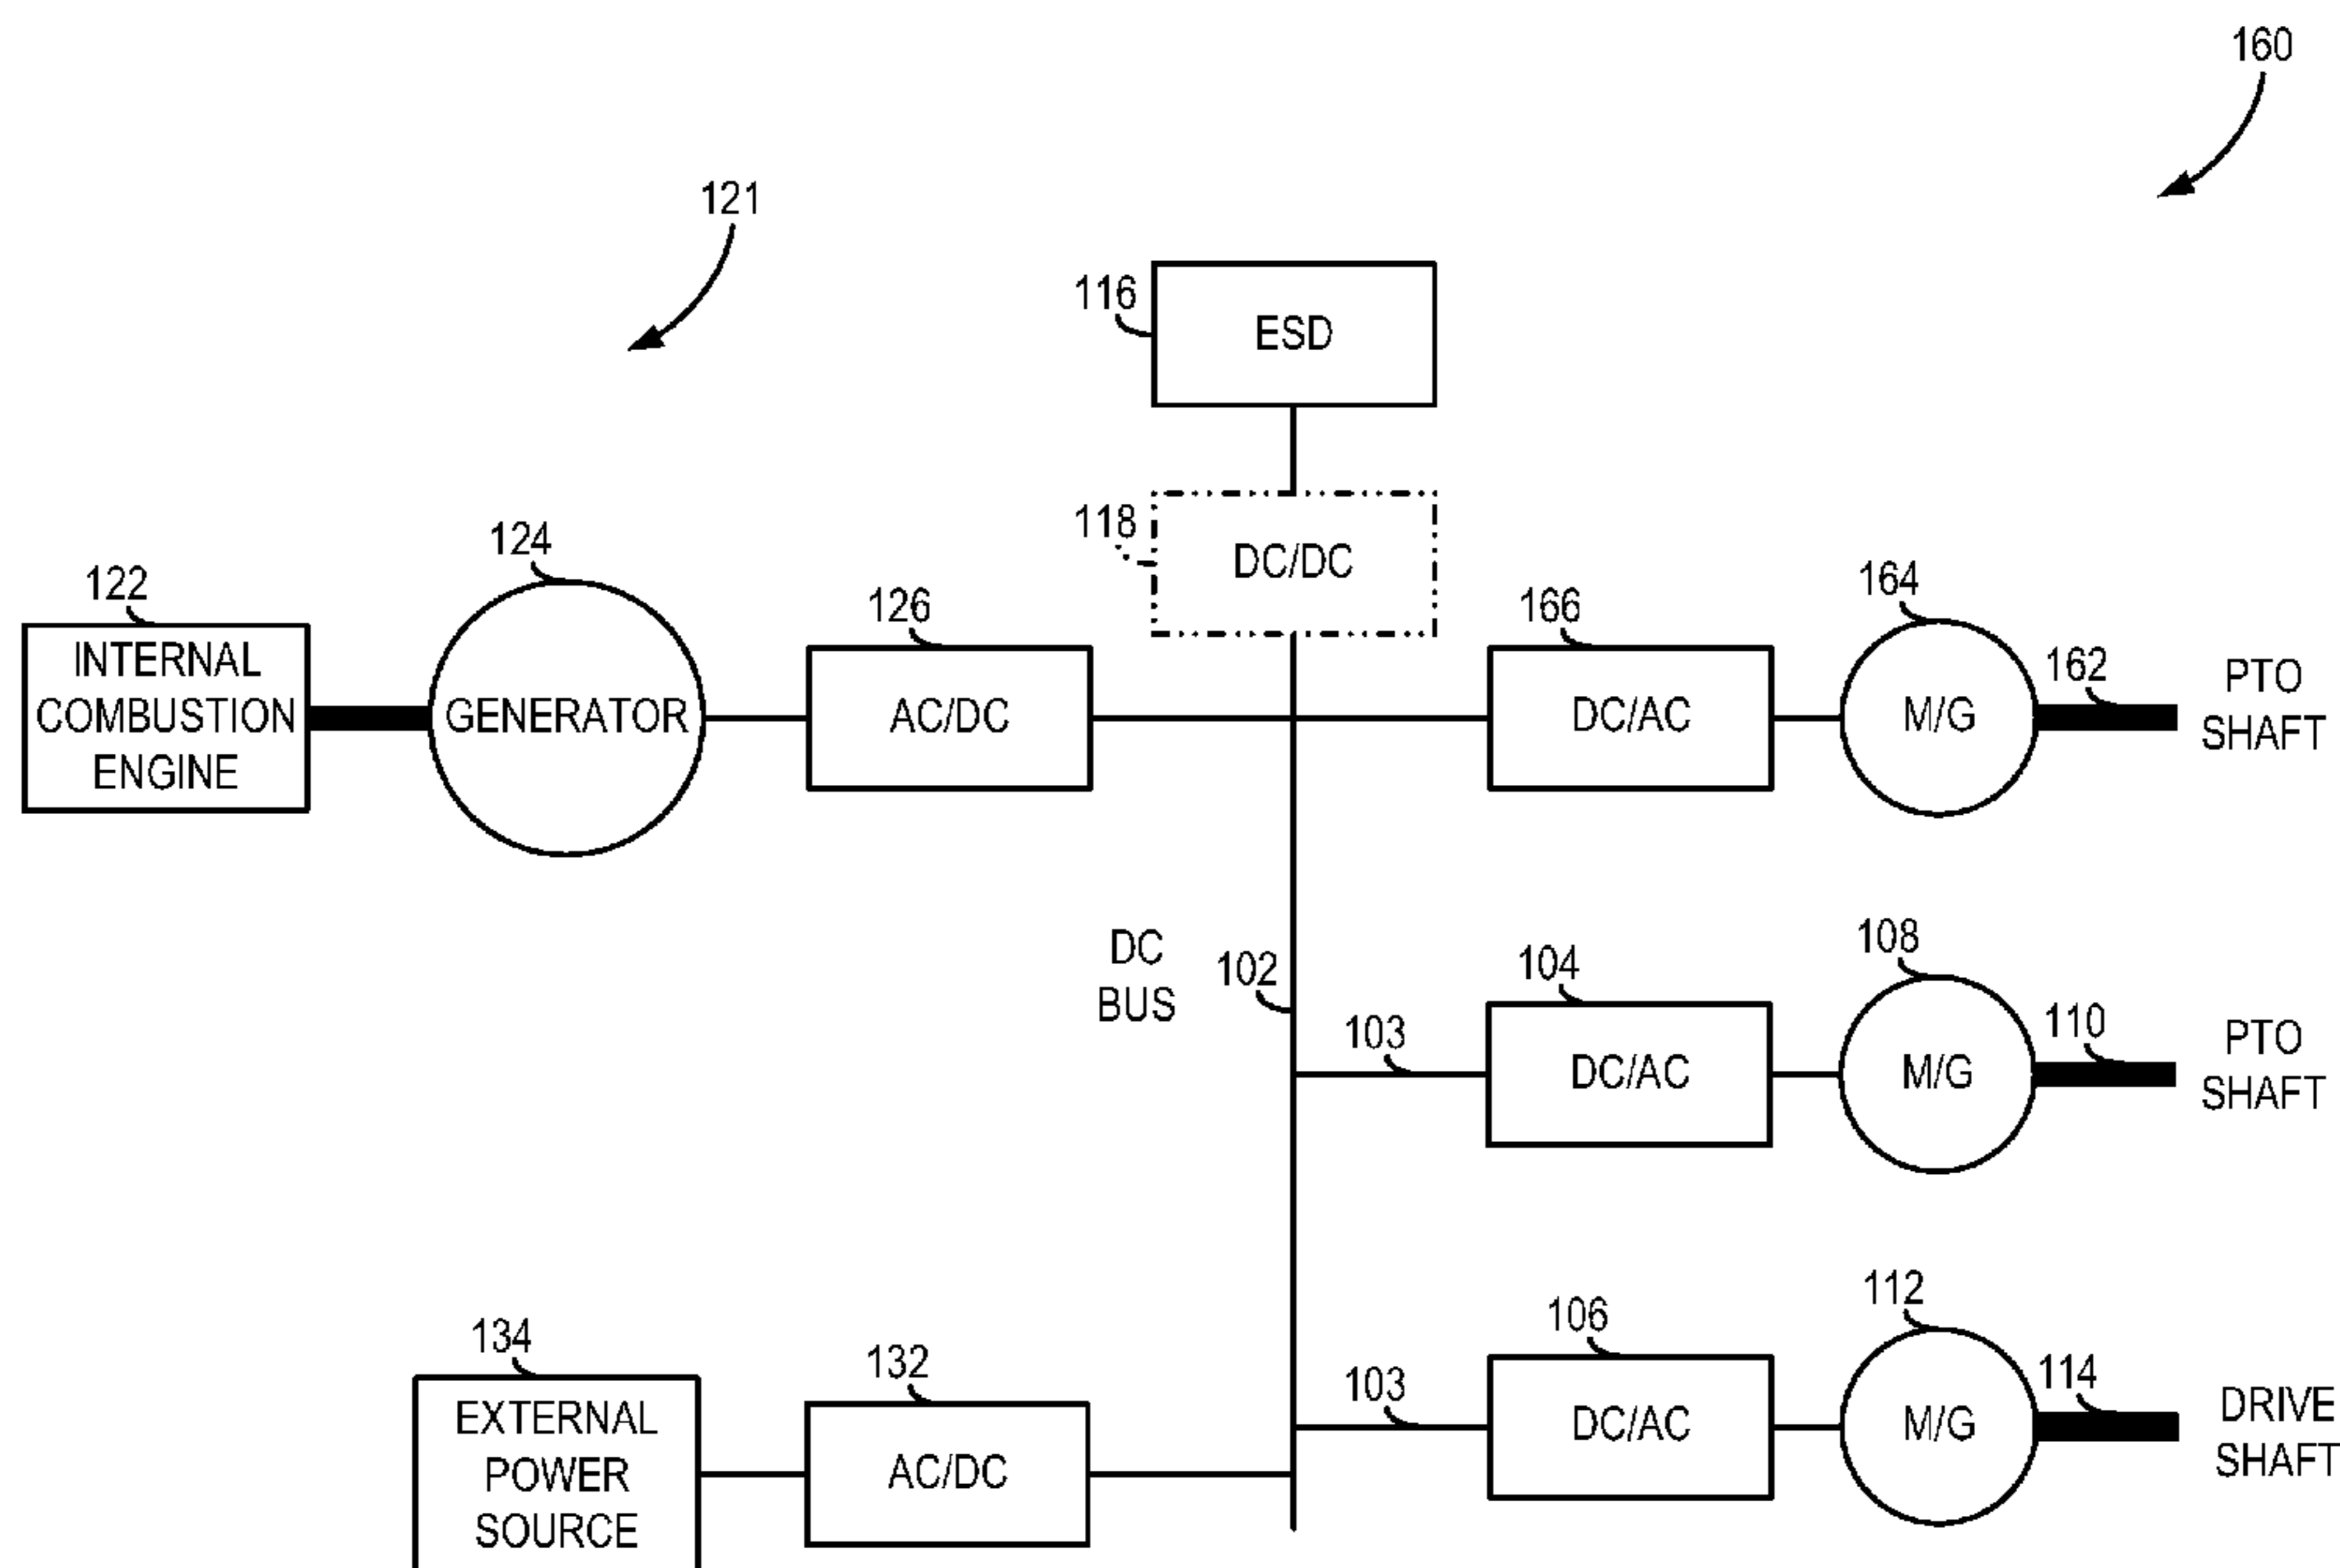 160
121
116
ESD
118
DC/DC
122
INTERNAL
COMBUSTION
ENGINE
124
GENERATOR
126
AC/DC
166
DC/AC
164
M/G
162
PTO
SHAFT
DC
BUS
102
103
104
DC/AC
108
M/G
110
PTO
SHAFT
134
EXTERNAL
POWER
SOURCE
132
AC/DC
103
106
DC/AC
112
M/G
114
DRIVE
SHAFT